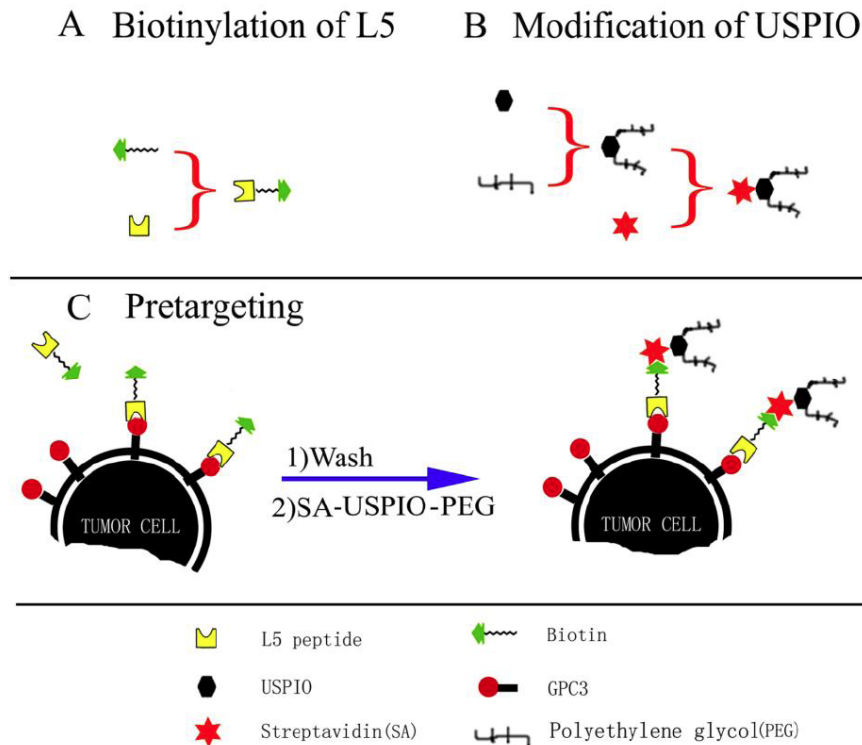 A Biotinylation of L5
B Modification of USPIO
C Pretargeting
1)Wash
2)SA-USPIO-PEG
TUMOR CELL
TUMOR CELL
L5 peptide
Biotin
USPIO
GPC3
Streptavidin(SA)
Polyethylene glycol(PEG)